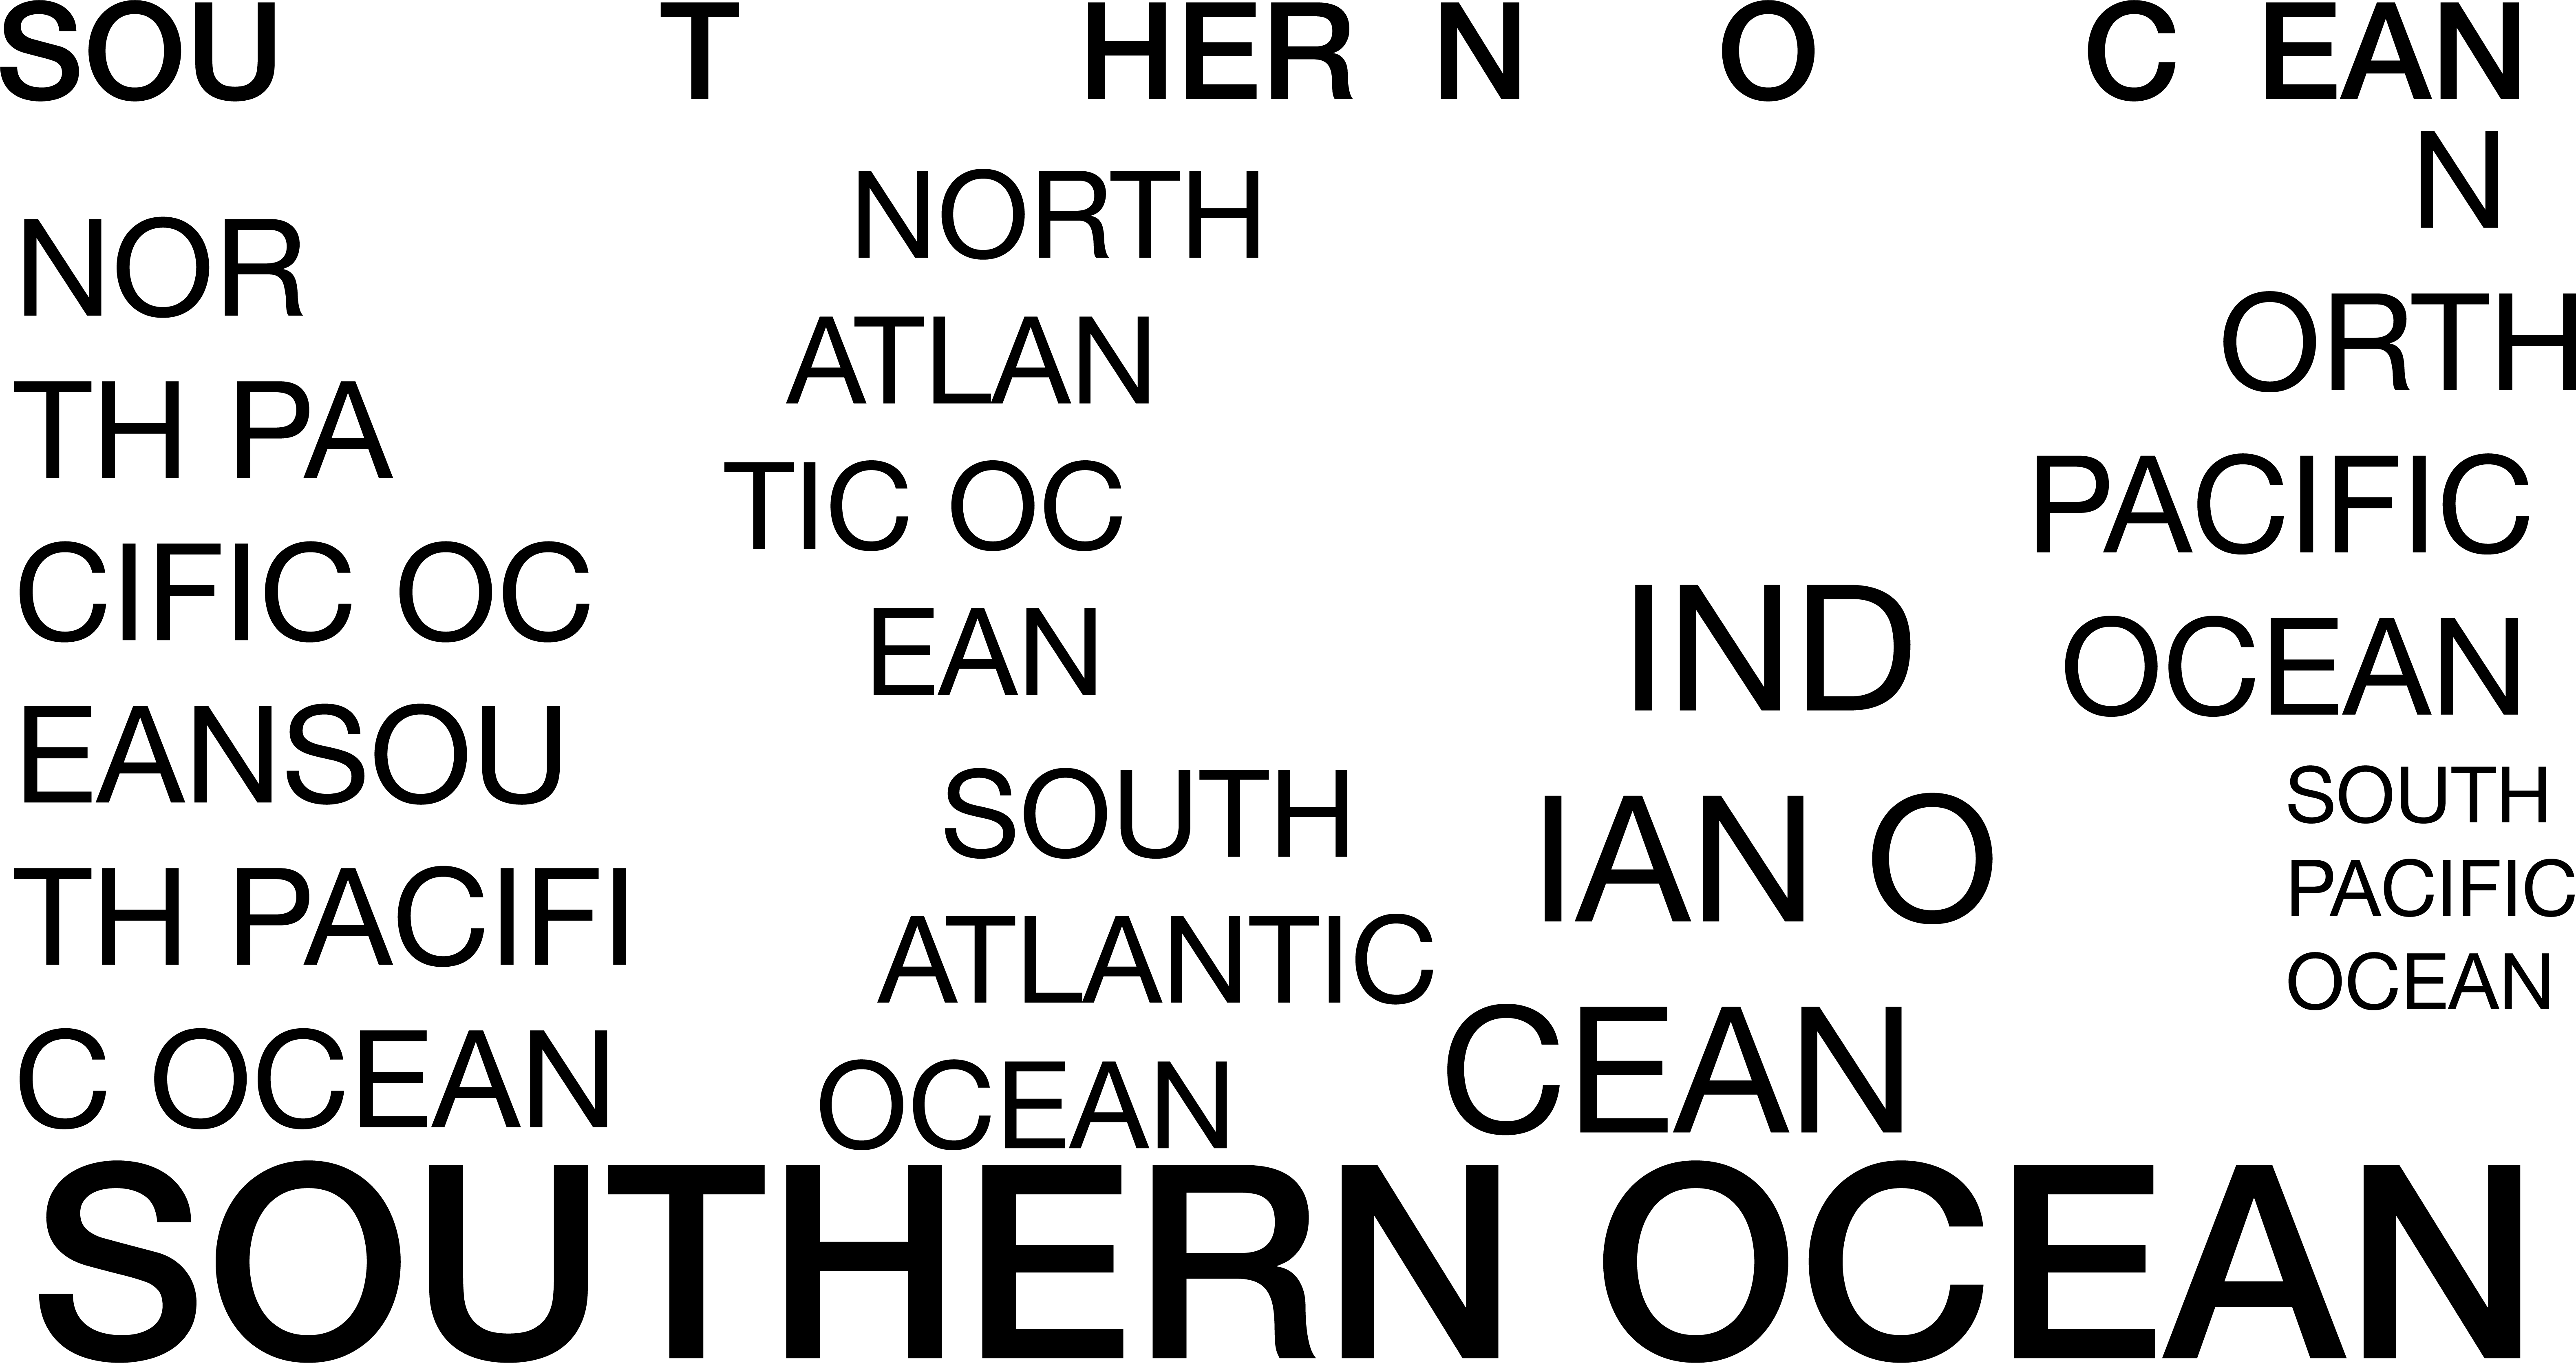 SOU T HER N O C EAN
NOR
TH PA
CIFIC OC
EANSOU
TH PACIFI
C OCEAN
NORTH
ATLAN
TIC OC
EAN
SOUTH
ATLANTIC
OCEAN
IND
IAN O
CEAN
N
ORTH
PACIFIC
OCEAN
SOUTH
PACIFIC
OCEAN
SOUTHERN OCEAN